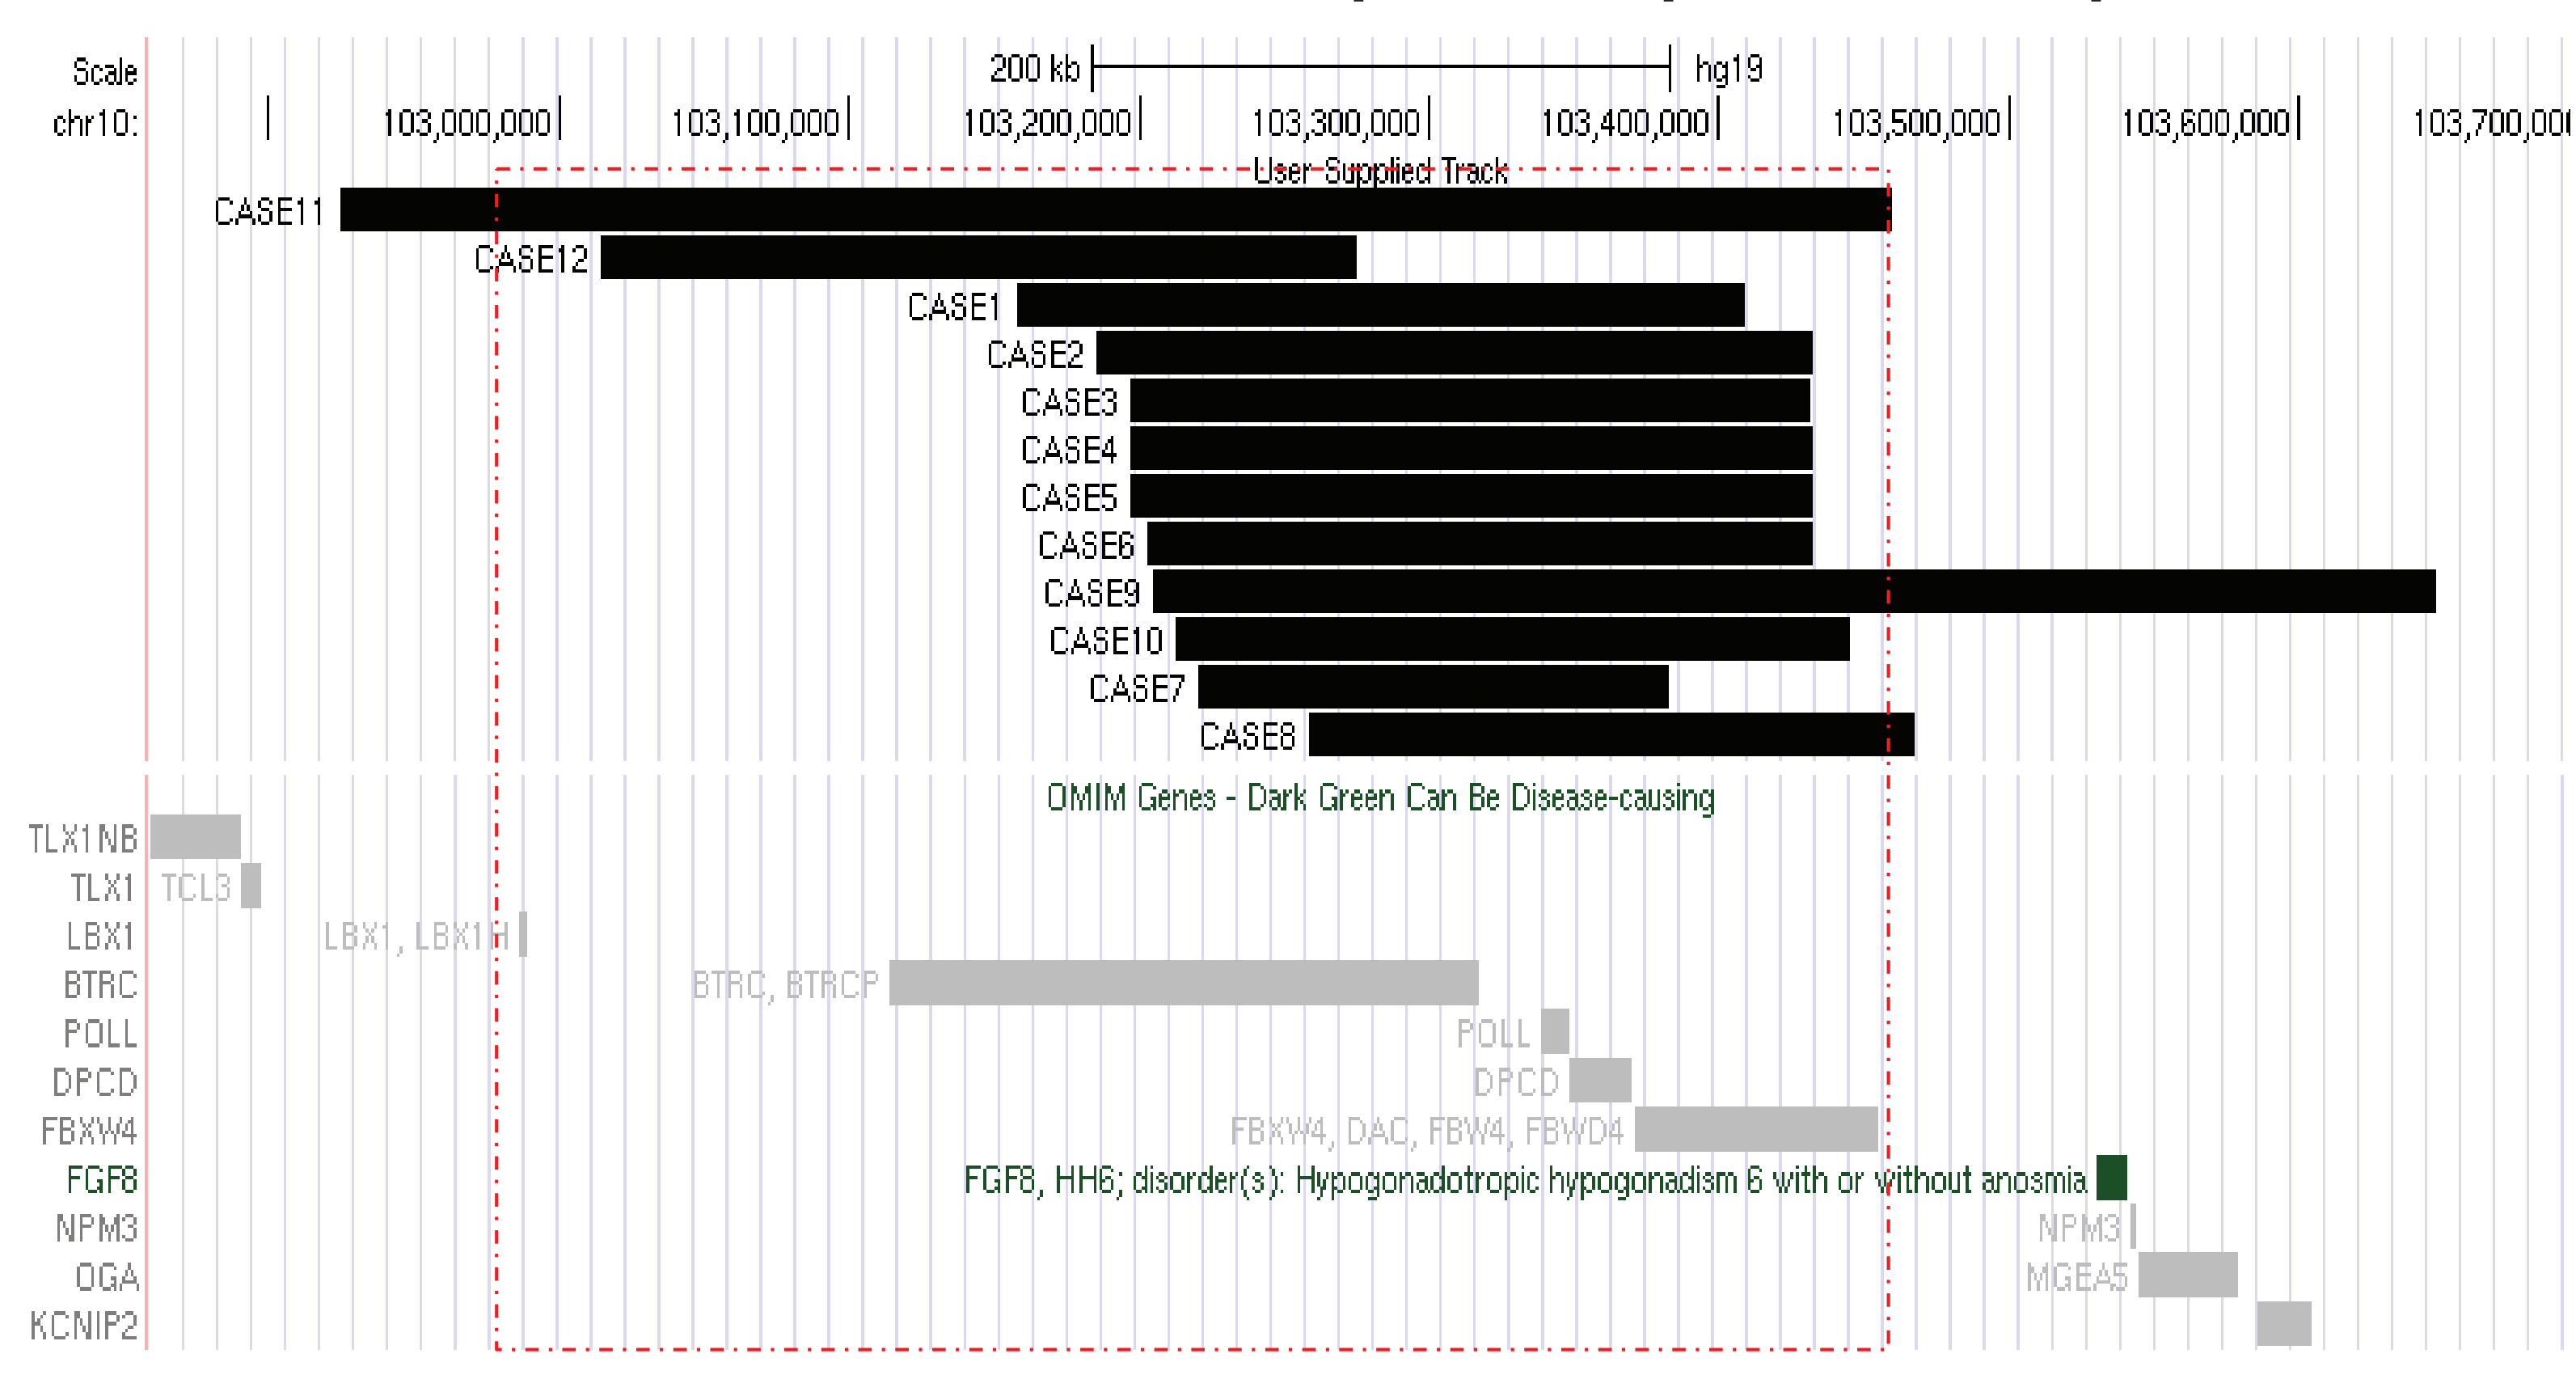 Scale 200 kb hg19
chr10: 103,000,000 103,100,000 103,200,000 103,300,000 103,400,000 103,500,000 103,600,000 103,700,00
User Supplied Track
CASE11
CASE12
CASE1
CASE2
CASE3
CASE4
CASE5
CASE6
CASE9
CASE10
CASE7
CASE8
OMIM Genes - Dark Green Can Be Disease-causing
TLX1NB
TLX1 TCL3
LBX1 LBX1, LBX1H
BTRC BTRC, BTRCP
POLL POLL
DPCD DPCD
FBXW4 FBXW4, DAC, FBW4, FBWD4
FGF8 FGF8, HH6; disorder(s): Hypogonadotropic hypogonadism 6 with or without anosmia
NPM3 NPM3
OGA MGEA5
KCNIP2